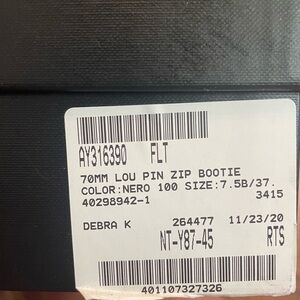 AY316390 FLT
70MM LOU PIN ZIP BOOTIE
COLOR:NERO 100 SIZE:7.5B/37.
40298942-1 3415
DEBRA K 264477 11/23/20
NT-Y87-45 RTS
401107327326